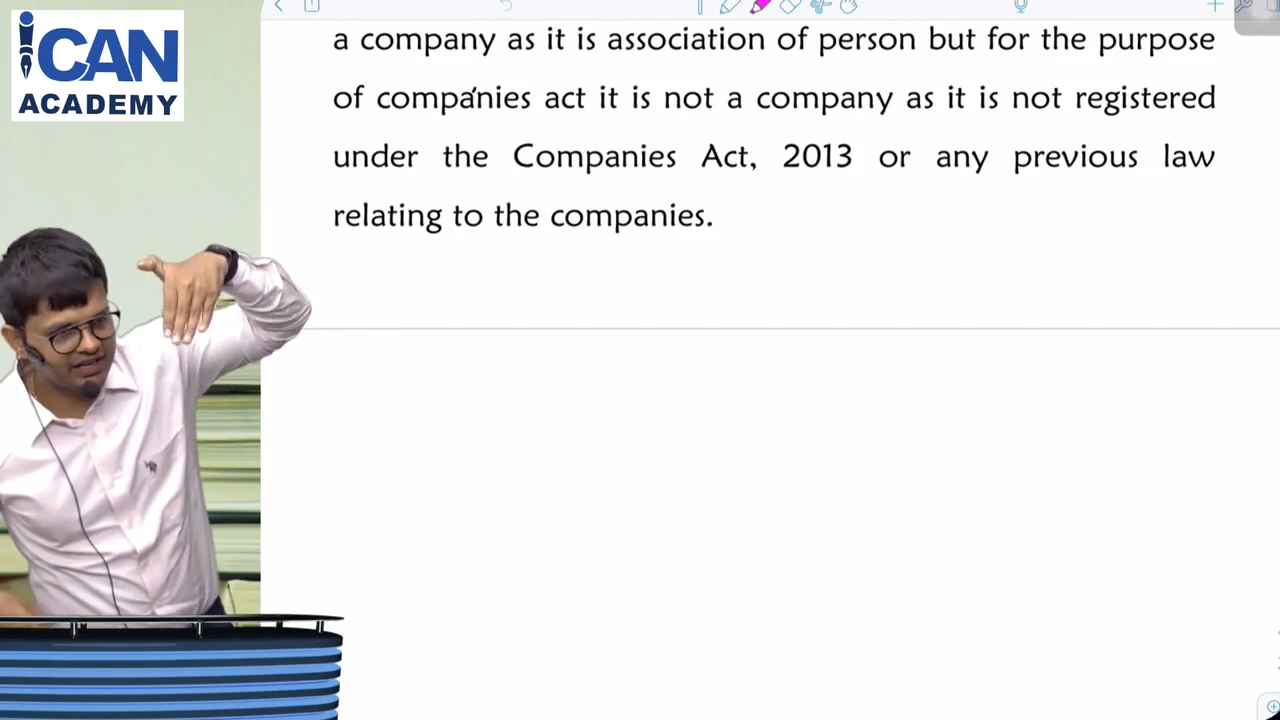 iCAN
ACADEMY
a company as it is association of person but for the purpose
of companies act it is not a company as it is not registered
under the Companies Act, 2013 or any previous law
relating to the companies.